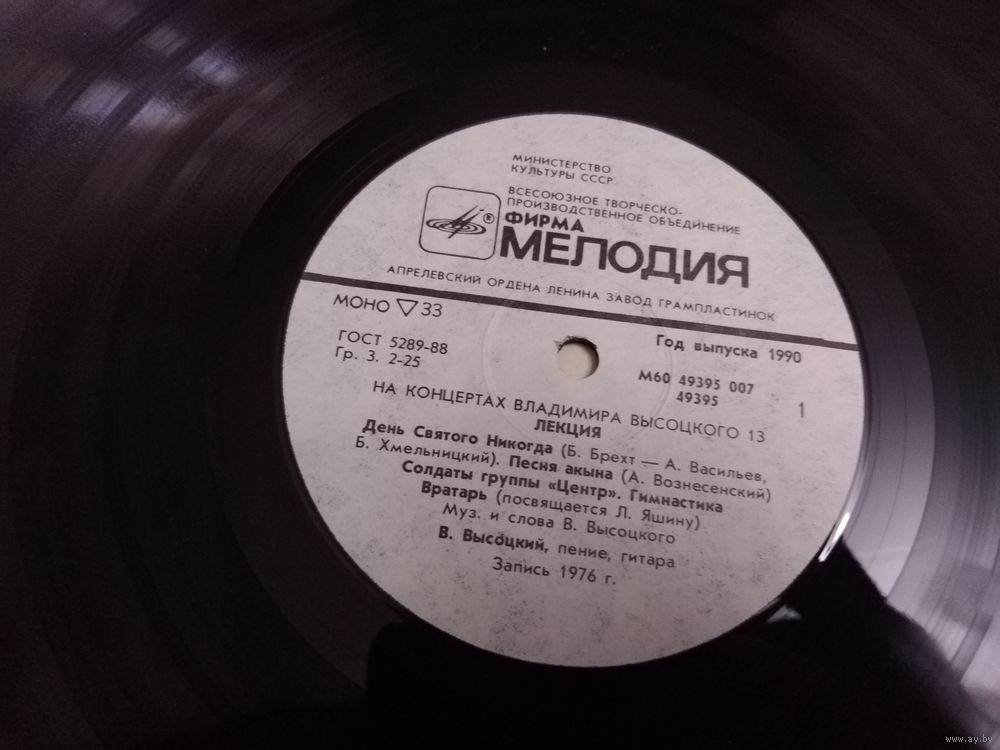 МИНИСТЕРСТВО
КУЛЬТУРЫ СССР
ВСЕСОЮЗНОЕ ТВОРЧЕСКО-
ПРОИЗВОДСТВЕННОЕ ОБЪЕДИНЕНИЕ
®
ФИРМА
МЕЛОДИЯ
АПРЕЛЕВСКИЙ ОРДЕНА ЛЕНИНА ЗАВОД ГРАМПЛАСТИНОК
МОНО ▽ 33
Год выпуска 1990
ГОСТ 5289-88
Гр. 3. 2-25
М60 49395 007
49395
1
НА КОНЦЕРТАХ ВЛАДИМИРА ВЫСОЦКОГО 13
ЛЕКЦИЯ
День Святого Никогда (Б. Брехт — А. Васильев,
Б. Хмельницкий). Песня акына (А. Вознесенский)
Солдаты группы «Центр». Гимнастика
Вратарь (посвящается Л. Яшину)
Муз. и слова В. Высоцкого
В. Высоцкий, пение, гитара
Запись 1976 г.
www.ay.by